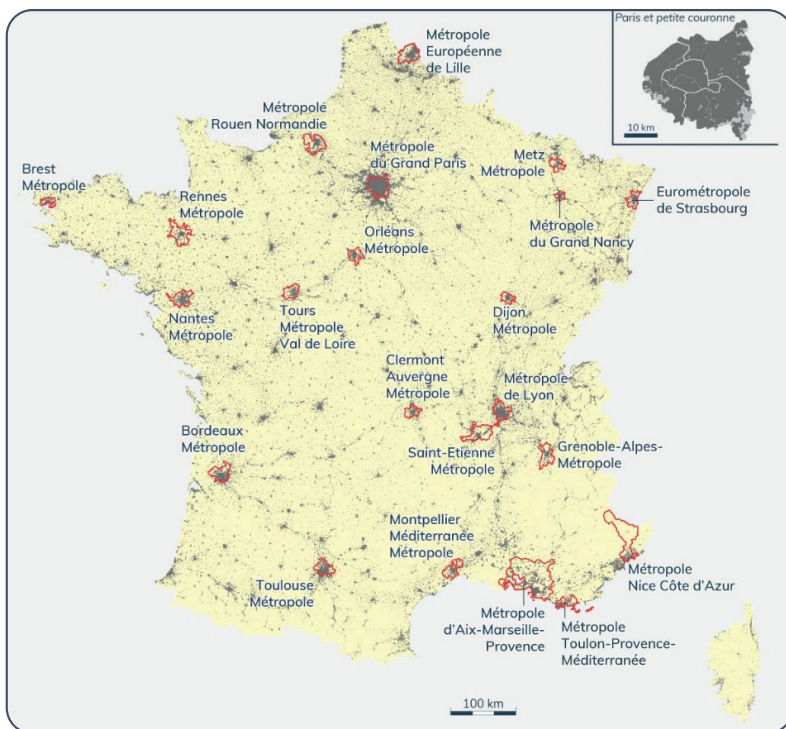 Paris et petite couronne
10 km
Métropole
Européenne
de Lille
Métropole
Rouen Normandie
Métropole
du Grand Paris
Metz
Métropole
Brest
Métropole
Rennes
Métropole
Eurométropole
de Strasbourg
Métropole
du Grand Nancy
Orléans
Métropole
Nantes
Métropole
Tours
Métropole
Val de Loire
Dijon
Métropole
Clermont
Auvergne
Métropole
Métropole
de Lyon
Bordeaux
Métropole
Saint-Etienne
Métropole
Grenoble-Alpes-
Métropole
Montpellier
Méditerranée
Métropole
Toulouse
Métropole
Métropole
Nice Côte d'Azur
Métropole
d'Aix-Marseille-
Provence
Métropole
Toulon-Provence-
Méditerranée
100 km